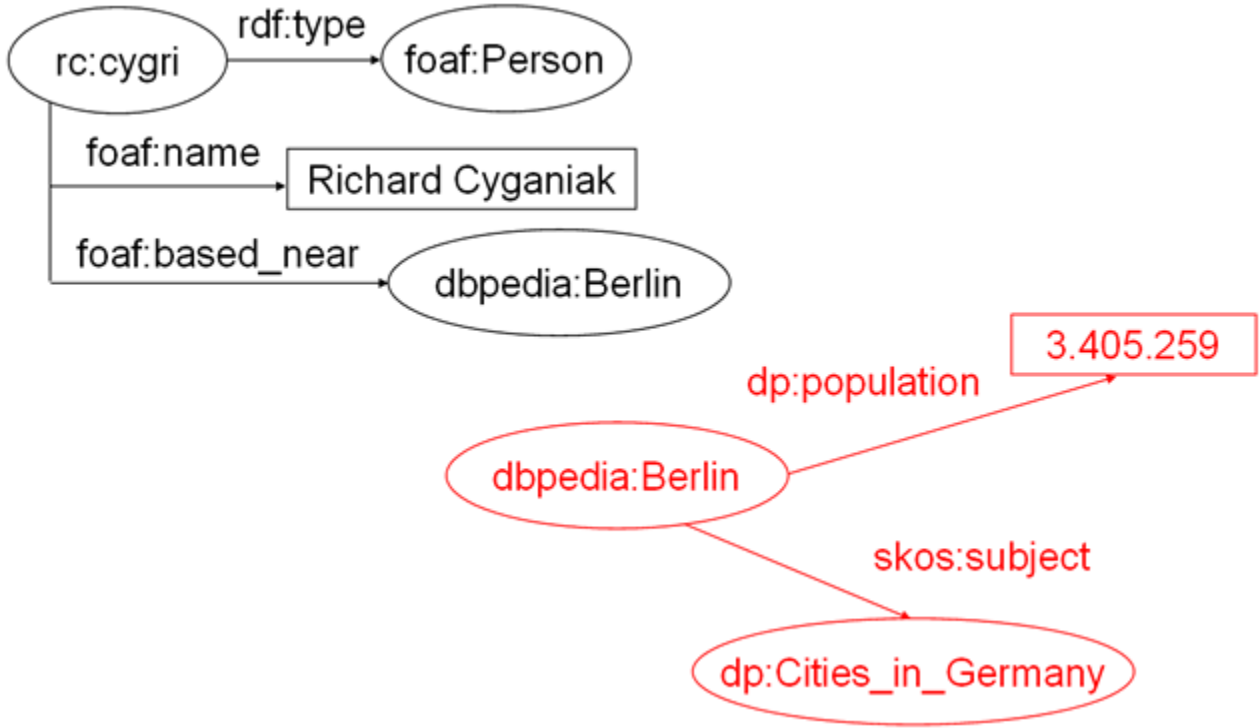 rdf:type
rc:cygri
foaf:Person
foaf:name
Richard Cyganiak
foaf:based_near
dbpedia:Berlin
3.405.259
dp:population
dbpedia:Berlin
skos:subject
dp:Cities_in_Germany